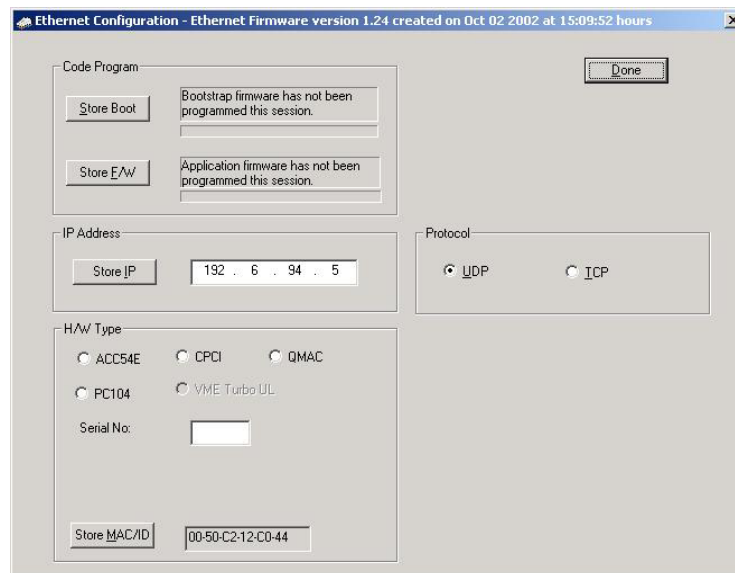 Ethernet Configuration - Ethernet Firmware version 1.24 created on Oct 02 2002 at 15:09:52 hours
Code Program
Done
Store Boot
Bootstrap firmware has not been
programmed this session.
Store F/W
Application firmware has not been
programmed this session.
IP Address
Store IP
192 . 6 . 94 . 5
Protocol
UDP
TCP
H/W Type
ACC54E
CPCI
QMAC
PC104
VME Turbo UL
Serial No:
Store MAC/ID
00-50-C2-12-C0-44